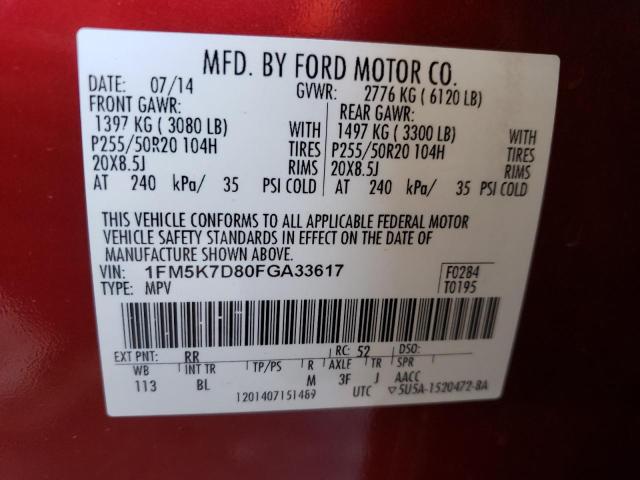 MFD. BY FORD MOTOR CO.
DATE: 07/14 GVWR: 2776 KG ( 6120 LB)
FRONT GAWR: REAR GAWR:
1397 KG ( 3080 LB) WITH 1497 KG ( 3300 LB) WITH
P255/50R20 104H TIRES P255/50R20 104H TIRES
20X8.5J RIMS 20X8.5J RIMS
AT 240 kPa/ 35 PSI COLD AT 240 kPa/ 35 PSI COLD
THIS VEHICLE CONFORMS TO ALL APPLICABLE FEDERAL MOTOR
VEHICLE SAFETY STANDARDS IN EFFECT ON THE DATE OF
MANUFACTURE SHOWN ABOVE.
VIN: 1FM5K7D80FGA33617 F0284
TYPE: MPV T0195
EXT PNT: RR RC: 52 DSO:
WB INT TR TP/PS R AXLE TR SPR
113 BL M 3F J AACC
1201407151489 UTC ▽5U5A-1520472-BA